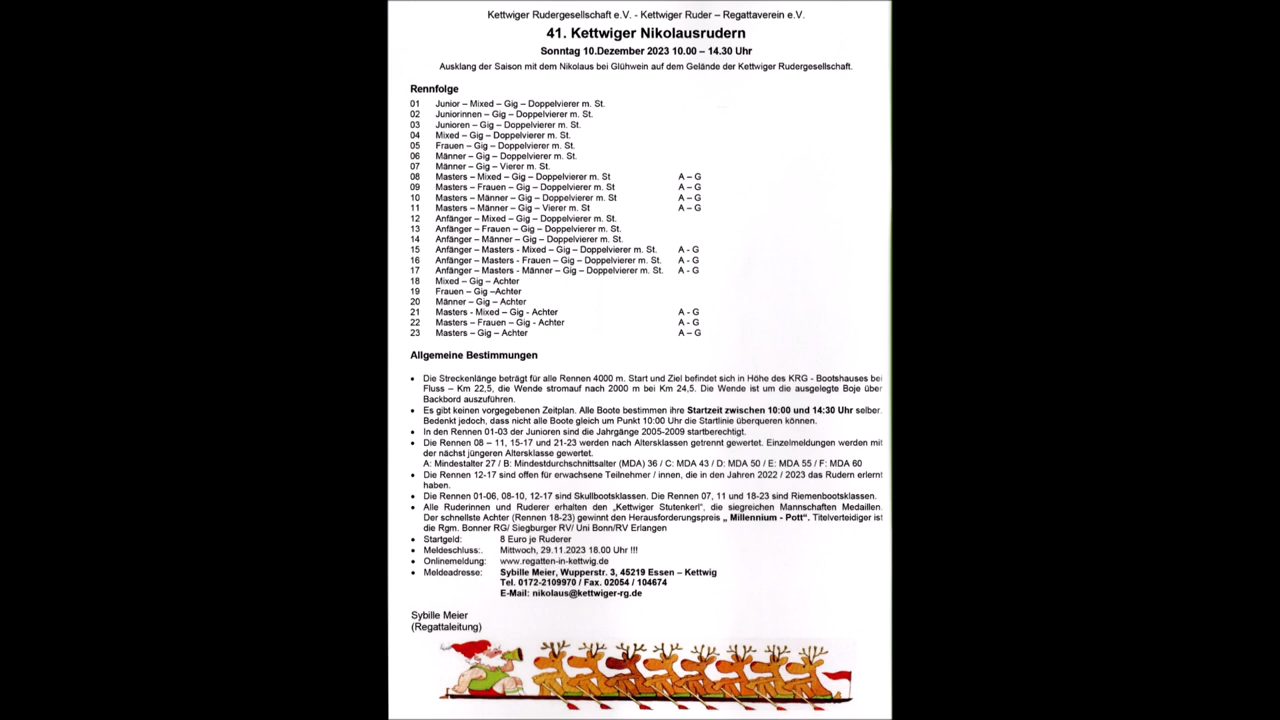 Kettwiger Rudergesellschaft e.V. - Kettwiger Ruder – Regattaverein e.V.
41. Kettwiger Nikolausrudern
Sonntag 10.Dezember 2023 10.00 – 14.30 Uhr
Ausklang der Saison mit dem Nikolaus bei Glühwein auf dem Gelände der Kettwiger Rudergesellschaft.
Rennfolge
01 Junior – Mixed – Gig – Doppelvierer m. St.
02 Juniorinnen – Gig – Doppelvierer m. St.
03 Junioren – Gig – Doppelvierer m. St.
04 Mixed – Gig – Doppelvierer m. St.
05 Frauen – Gig – Doppelvierer m. St.
06 Männer – Gig – Doppelvierer m. St.
07 Männer – Gig – Vierer m. St.
08 Masters – Mixed – Gig – Doppelvierer m. St A – G
09 Masters – Frauen – Gig – Doppelvierer m. St A – G
10 Masters – Männer – Gig – Doppelvierer m. St A – G
11 Masters – Männer – Gig – Vierer m. St A – G
12 Anfänger – Mixed – Gig – Doppelvierer m. St.
13 Anfänger – Frauen – Gig – Doppelvierer m. St.
14 Anfänger – Männer – Gig – Doppelvierer m. St.
15 Anfänger – Masters - Mixed – Gig – Doppelvierer m. St. A - G
16 Anfänger – Masters - Frauen – Gig – Doppelvierer m. St. A - G
17 Anfänger – Masters - Männer – Gig – Doppelvierer m. St. A - G
18 Mixed – Gig – Achter
19 Frauen – Gig –Achter
20 Männer – Gig – Achter
21 Masters - Mixed – Gig - Achter A - G
22 Masters – Frauen – Gig - Achter A - G
23 Masters – Gig – Achter A – G
Allgemeine Bestimmungen
• Die Streckenlänge beträgt für alle Rennen 4000 m. Start und Ziel befindet sich in Höhe des KRG - Bootshauses bei
Fluss – Km 22,5, die Wende stromauf nach 2000 m bei Km 24,5. Die Wende ist um die ausgelegte Boje über
Backbord auszuführen.
• Es gibt keinen vorgegebenen Zeitplan. Alle Boote bestimmen ihre Startzeit zwischen 10:00 und 14:30 Uhr selber.
Bedenkt jedoch, dass nicht alle Boote gleich um Punkt 10:00 Uhr die Startlinie überqueren können.
• In den Rennen 01-03 der Junioren sind die Jahrgänge 2005-2009 startberechtigt.
• Die Rennen 08 – 11, 15-17 und 21-23 werden nach Altersklassen getrennt gewertet. Einzelmeldungen werden mit
der nächst jüngeren Altersklasse gewertet.
A: Mindestalter 27 / B: Mindestdurchschnittsalter (MDA) 36 / C: MDA 43 / D: MDA 50 / E: MDA 55 / F: MDA 60
• Die Rennen 12-17 sind offen für erwachsene Teilnehmer / innen, die in den Jahren 2022 / 2023 das Rudern erlernt
haben.
• Die Rennen 01-06, 08-10, 12-17 sind Skullbootsklassen. Die Rennen 07, 11 und 18-23 sind Riemenbootsklassen.
• Alle Ruderinnen und Ruderer erhalten den „Kettwiger Stutenkerl“, die siegreichen Mannschaften Medaillen.
Der schnellste Achter (Rennen 18-23) gewinnt den Herausforderungspreis „ Millennium - Pott“. Titelverteidiger ist
die Rgm. Bonner RG/ Siegburger RV/ Uni Bonn/RV Erlangen
• Startgeld: 8 Euro je Ruderer
• Meldeschluss:. Mittwoch, 29.11.2023 18.00 Uhr !!!
• Onlinemeldung: www.regatten-in-kettwig.de
• Meldeadresse: Sybille Meier, Wupperstr. 3, 45219 Essen – Kettwig
Tel. 0172-2109970 / Fax. 02054 / 104674
E-Mail: nikolaus@kettwiger-rg.de
Sybille Meier
(Regattaleitung)